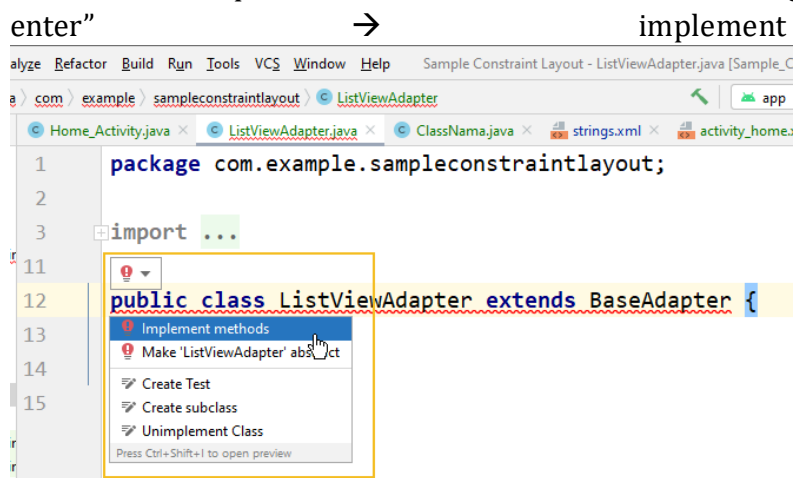 enter” → implement
alyze Refactor Build Run Tools VCS Window Help Sample Constraint Layout - ListViewAdapter.java [Sample_C
a com example sampleconstraintlayout C ListViewAdapter app
C Home_Activity.java × C ListViewAdapter.java × C ClassNama.java × strings.xml × activity_home.x
1 package com.example.sampleconstraintlayout;
2
3 import ...
11
12 public class ListViewAdapter extends BaseAdapter {
13 Implement methods
Make 'ListViewAdapter' abstract
14
Create Test
15 Create subclass
Unimplement Class
Press Ctrl+Shift+I to open preview